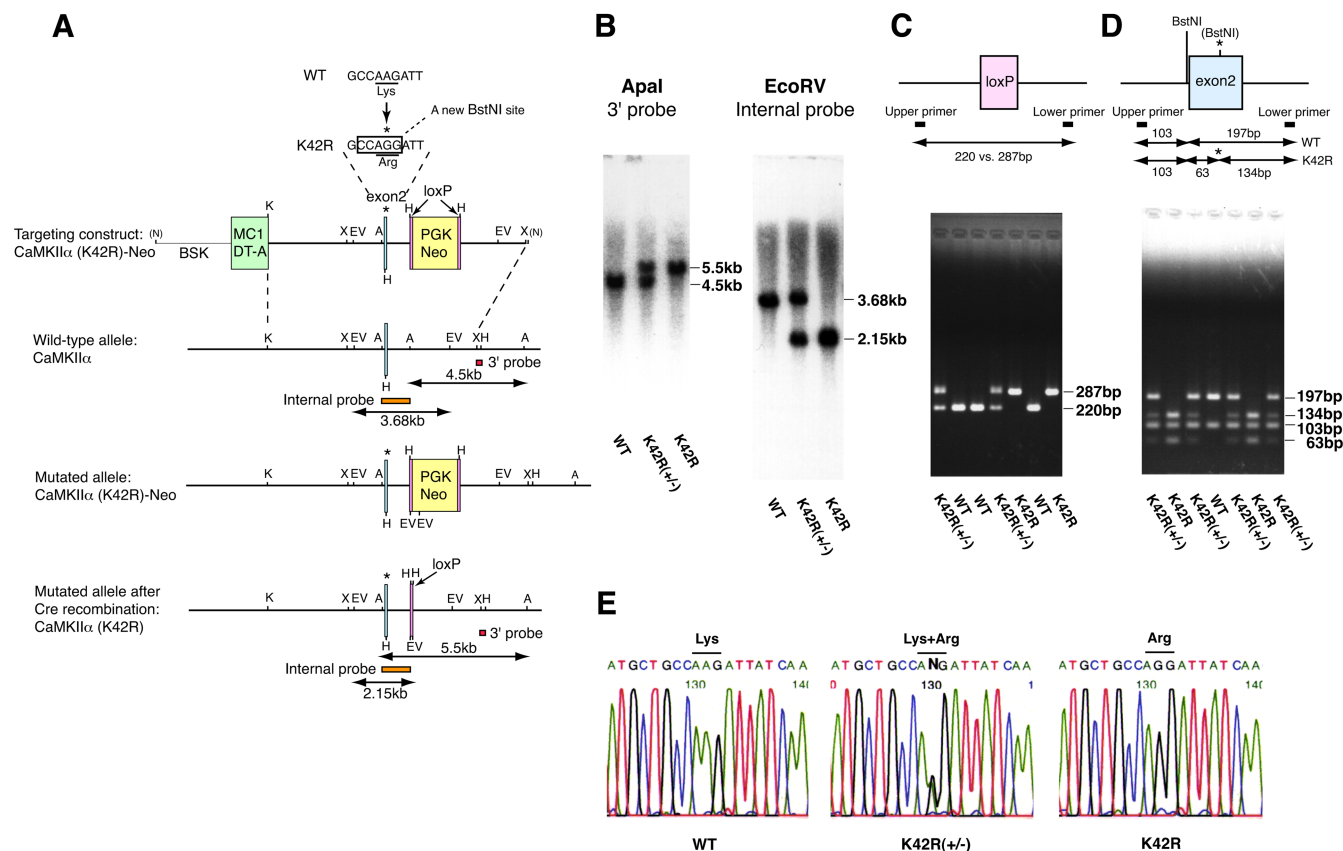 A
WT
GCCAAGATT
Lys
A new BstNI site
*
K42R
GCCAGGATT
Arg
exon2
loxP
K
*
H
H
Targeting construct:
CaMKIIα (K42R)-Neo
(N)
BSK
MC1
DT-A
X EV
A
PGK
Neo
EV
X (N)
H
Wild-type allele:
CaMKIIα
K
X EV
A
A
EV
XH
A
H
3' probe
4.5kb
Internal probe
3.68kb
Mutated allele:
CaMKIIα (K42R)-Neo
K
X EV
A
*
H
H
PGK
Neo
EV
XH
A
H
EV EV
Mutated allele after
Cre recombination:
CaMKIIα (K42R)
K
X EV
A
*
H H
loxP
EV
XH
A
H
EV
3' probe
5.5kb
Internal probe
2.15kb
B
ApaI
3' probe
5.5kb
4.5kb
WT
K42R(+/-)
K42R
EcoRV
Internal probe
3.68kb
2.15kb
WT
K42R(+/-)
K42R
C
loxP
Upper primer
Lower primer
220 vs. 287bp
287bp
220bp
K42R(+/-)
WT
WT
K42R(+/-)
K42R
WT
K42R
D
BstNI
(BstNI)
*
exon2
Upper primer
Lower primer
103
197bp
WT
*
K42R
103
63
134bp
197bp
134bp
103bp
63bp
K42R(+/-)
K42R
K42R(+/-)
WT
K42R(+/-)
K42R
K42R(+/-)
E
Lys
ATGCTGCCAAGATTATCAA
130
140
WT
Lys+Arg
ATGCTGCCANGATTATCAA
0
130
1
K42R(+/-)
Arg
ATGCTGCCAGGATTATCAA
130
140
K42R